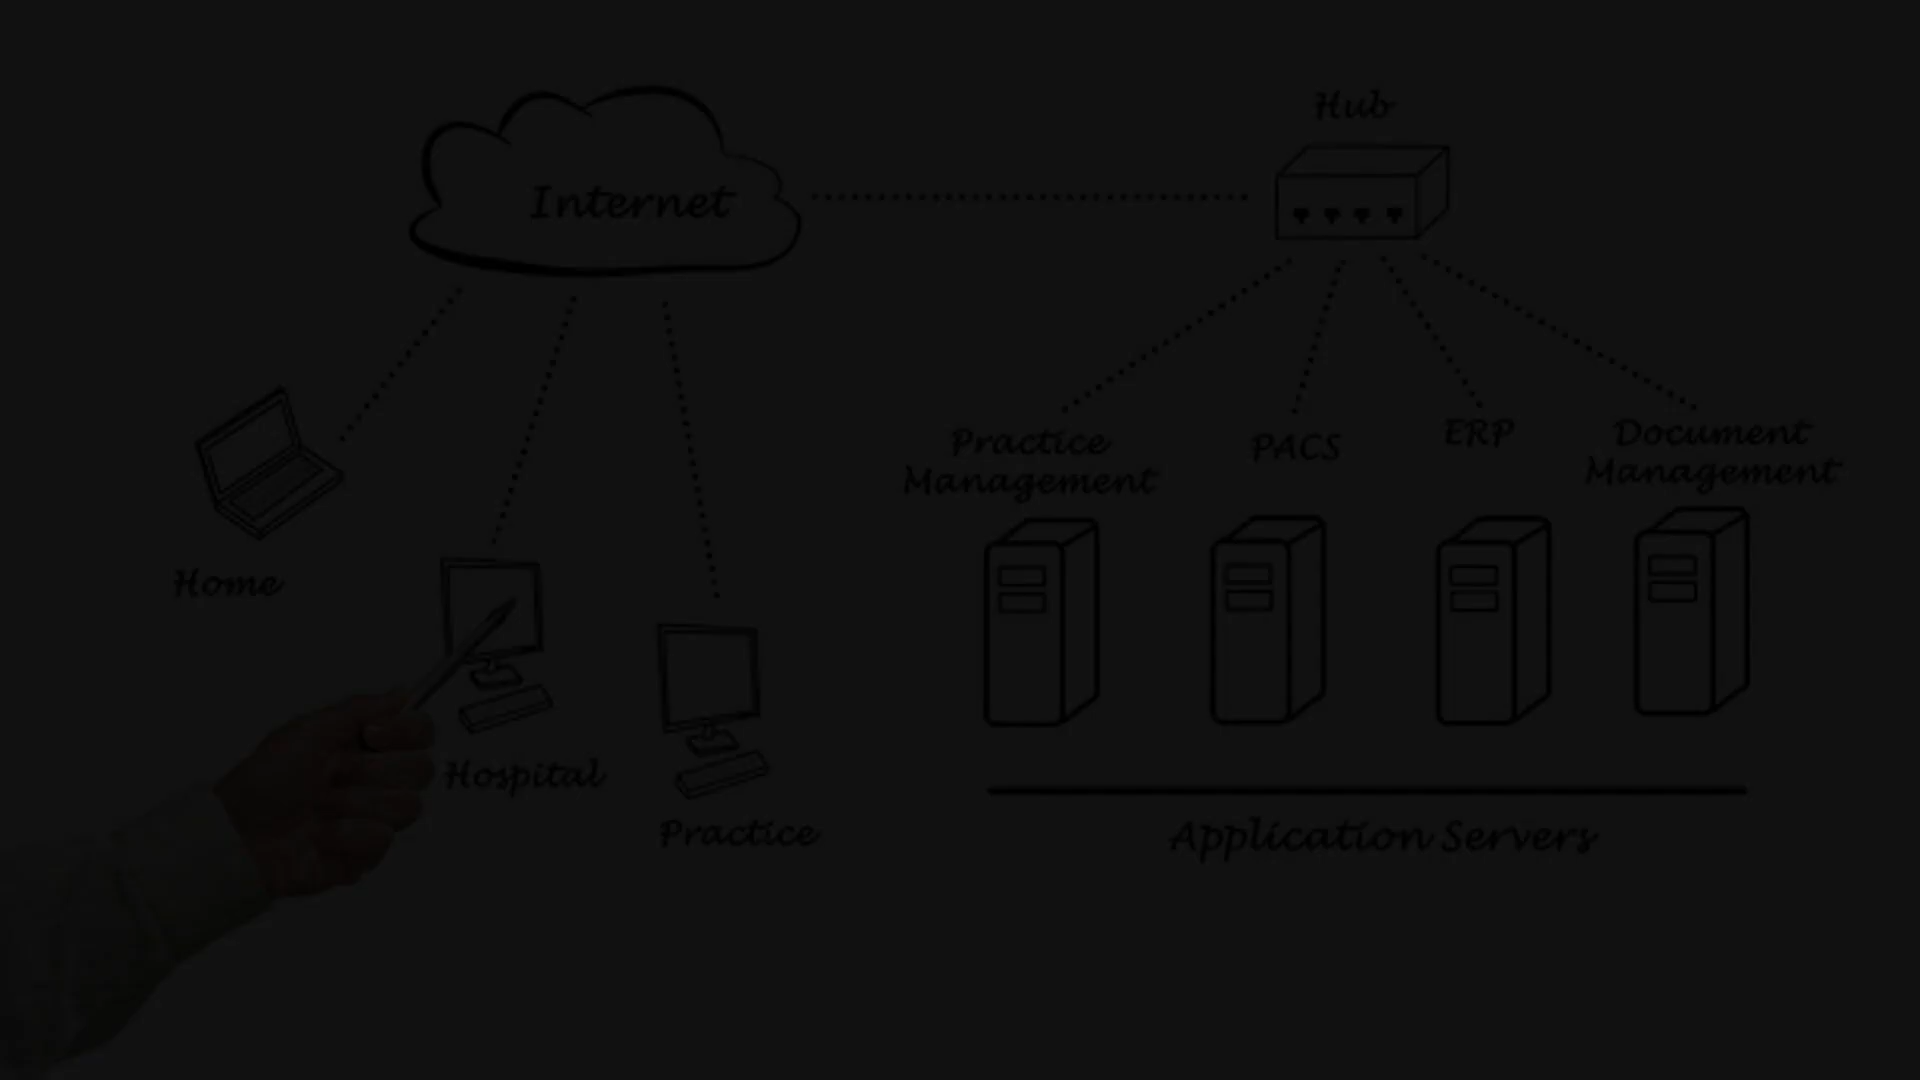 Hub
Internet
Practice
Management
PACS
ERP
Document
Management
Home
Hospital
Practice
Application Servers